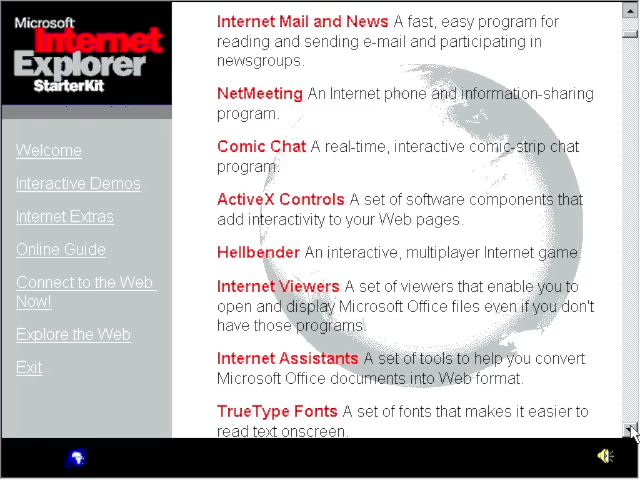 Microsoft
Internet
Explorer
StarterKit
Welcome
Interactive Demos
Internet Extras
Online Guide
Connect to the Web
Now!
Explore the Web
Exit
Internet Mail and News A fast, easy program for
reading and sending e-mail and participating in
newsgroups.
NetMeeting An Internet phone and information-sharing
program.
Comic Chat A real-time, interactive comic-strip chat
program.
ActiveX Controls A set of software components that
add interactivity to your Web pages.
Hellbender An interactive, multiplayer Internet game.
Internet Viewers A set of viewers that enable you to
open and display Microsoft Office files even if you don't
have those programs.
Internet Assistants A set of tools to help you convert
Microsoft Office documents into Web format.
TrueType Fonts A set of fonts that makes it easier to
read text onscreen.